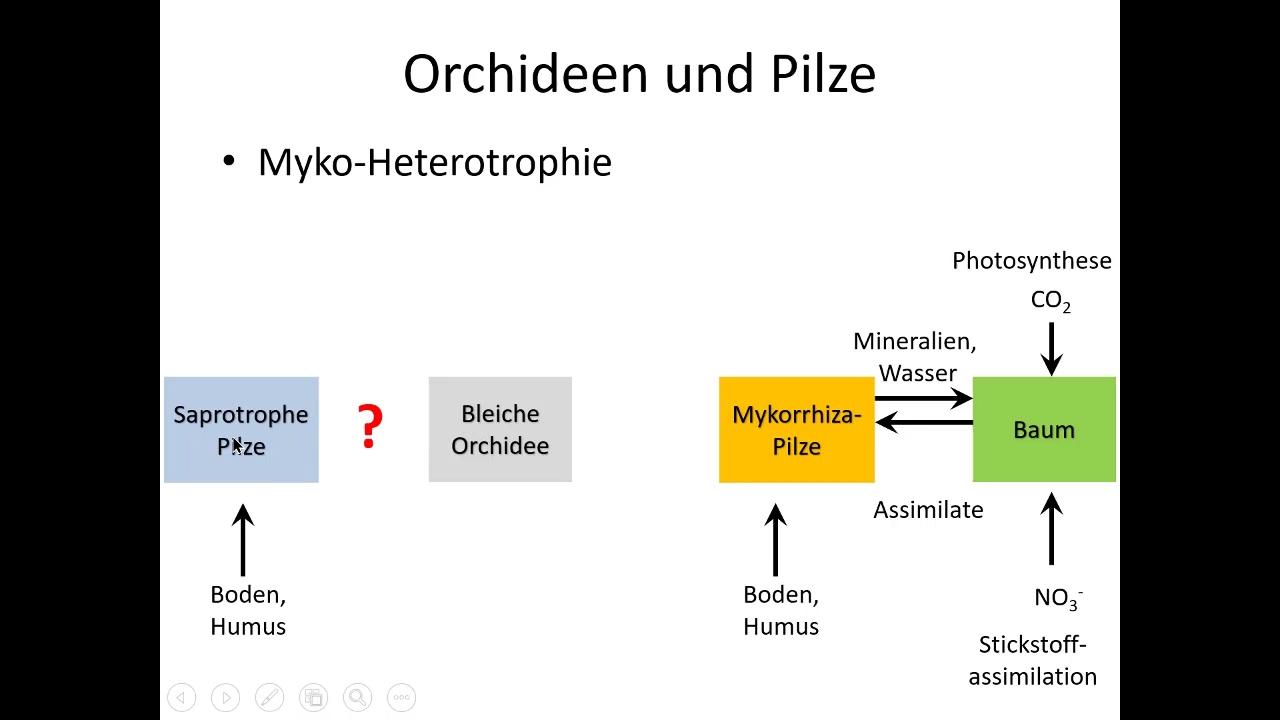 Orchideen und Pilze
• Myko-Heterotrophie
Photosynthese
CO₂
Mineralien,
Wasser
Saprotrophe
Pilze
?
Bleiche
Orchidee
Mykorrhiza-
Pilze
Baum
Assimilate
Boden,
Humus
Boden,
Humus
NO₃⁻
Stickstoff-
assimilation